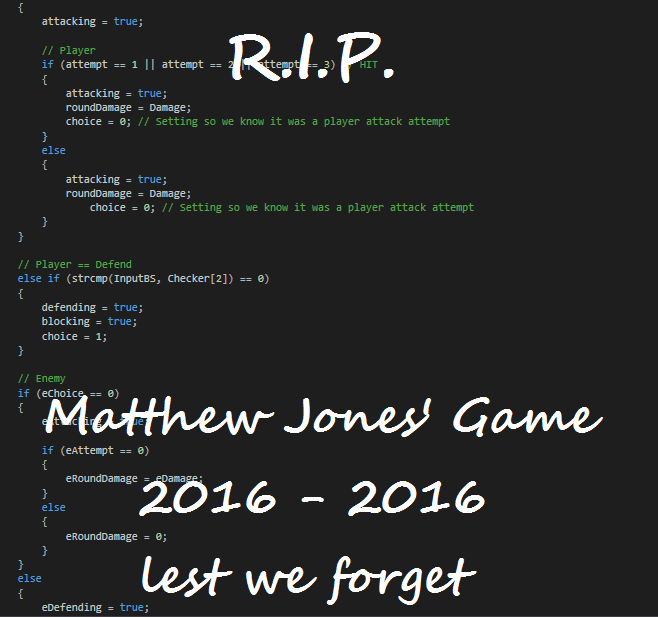 {
attacking = true;
// Player
R.I.P.
if (attempt == 1 || attempt == 2 || attempt == 3) // HIT
{
attacking = true;
roundDamage = Damage;
choice = 0; // Setting so we know it was a player attack attempt
}
else
{
attacking = true;
roundDamage = Damage;
choice = 0; // Setting so we know it was a player attack attempt
}
}
// Player == Defend
else if (strcmp(InputBS, Checker[2]) == 0)
{
defending = true;
blocking = true;
choice = 1;
}
// Enemy
if (eChoice == 0)
{
Matthew Jones' Game
eAttacking = true;
if (eAttempt == 0)
{
eRoundDamage = eDamage;
2016 - 2016
}
else
{
eRoundDamage = 0;
}
}
lest we forget
else
{
eDefending = true;